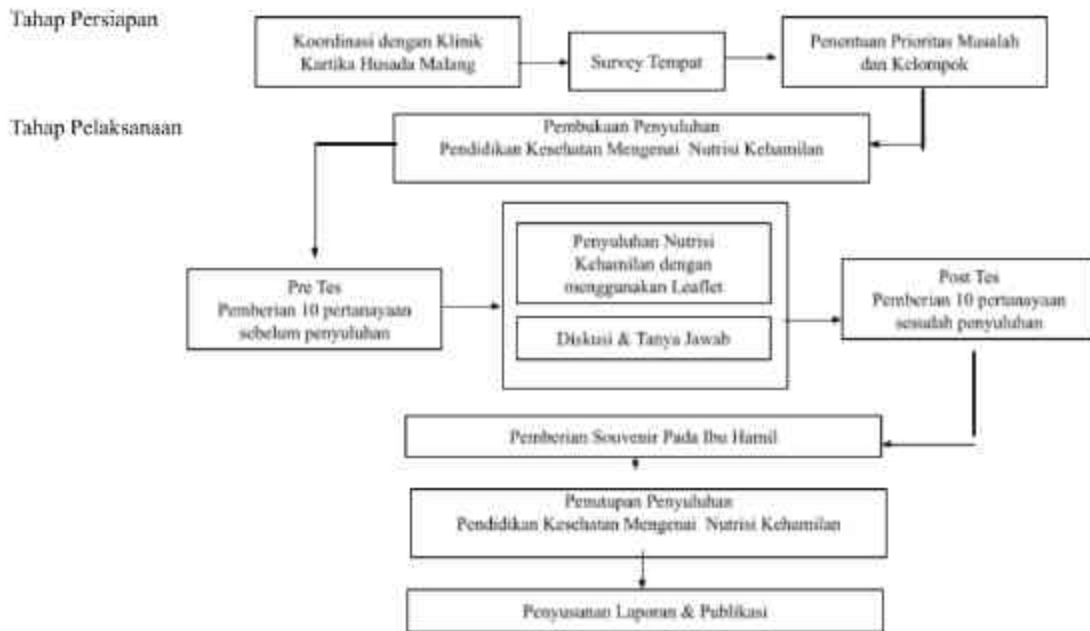 Tahap Persiapan
Koordinasi dengan Klinik
Kartika Husada Malang
Survey Tempat
Penentuan Prioritas Masalah
dan Kelompok
Tahap Pelaksanaan
Pembukaan Penyuluhan
Pendidikan Kesehatan Mengenai Nutrisi Kehamilan
Pre Tes
Pemberian 10 pertanayaan
sebelum penyuluhan
Penyuluhan Nutrisi
Kehamilan dengan
menggunakan Leaflet
Diskusi & Tanya Jawab
Post Tes
Pemberian 10 pertanayaan
sesudah penyuluhan
Pemberian Souvenir Pada Ibu Hamil
Penutupan Penyuluhan
Pendidikan Kesehatan Mengenai Nutrisi Kehamilan
Penyusunan Laporan & Publikasi